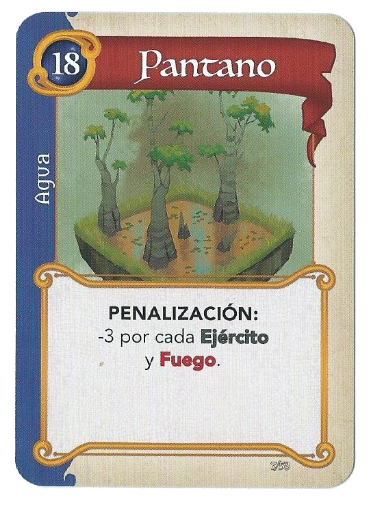 18
Pantano
Agua
PENALIZACIÓN:
-3 por cada Ejército
y Fuego.